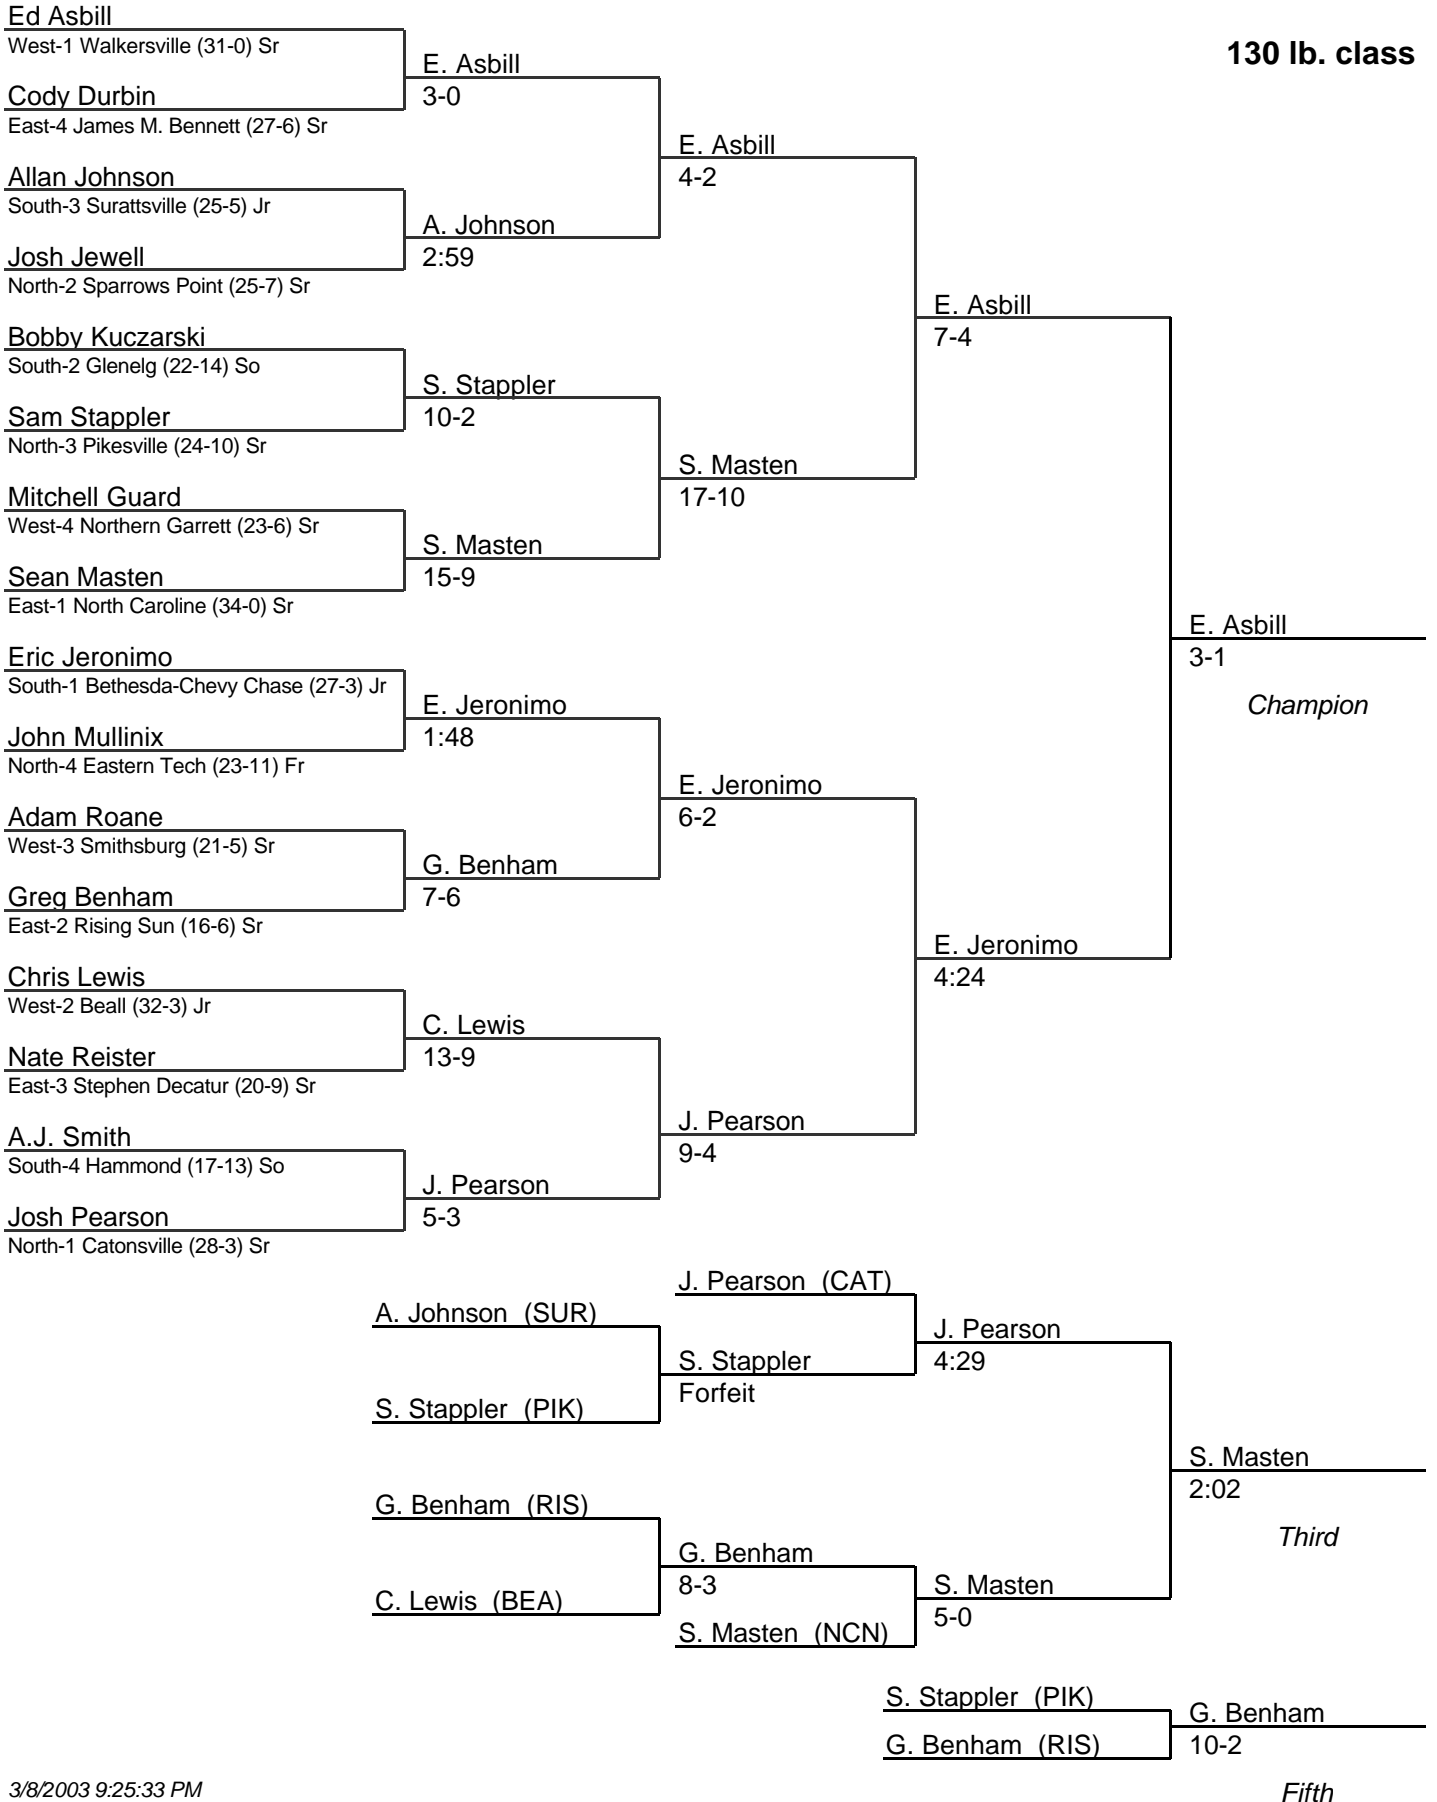 Ed Asbill
West-1 Walkersville (31-0) Sr
130 lb. class
E. Asbill
3-0
Cody Durbin
East-4 James M. Bennett (27-6) Sr
E. Asbill
4-2
Allan Johnson
South-3 Surattsville (25-5) Jr
A. Johnson
2:59
Josh Jewell
North-2 Sparrows Point (25-7) Sr
E. Asbill
7-4
Bobby Kuczarski
South-2 Glenelg (22-14) So
S. Stappler
10-2
Sam Stappler
North-3 Pikesville (24-10) Sr
S. Masten
17-10
Mitchell Guard
West-4 Northern Garrett (23-6) Sr
S. Masten
15-9
Sean Masten
East-1 North Caroline (34-0) Sr
E. Asbill
3-1
Champion
Eric Jeronimo
South-1 Bethesda-Chevy Chase (27-3) Jr
E. Jeronimo
1:48
John Mullinix
North-4 Eastern Tech (23-11) Fr
E. Jeronimo
6-2
Adam Roane
West-3 Smithsburg (21-5) Sr
G. Benham
7-6
Greg Benham
East-2 Rising Sun (16-6) Sr
E. Jeronimo
4:24
Chris Lewis
West-2 Beall (32-3) Jr
C. Lewis
13-9
Nate Reister
East-3 Stephen Decatur (20-9) Sr
J. Pearson
9-4
A.J. Smith
South-4 Hammond (17-13) So
J. Pearson
5-3
Josh Pearson
North-1 Catonsville (28-3) Sr
J. Pearson (CAT)
A. Johnson (SUR)
J. Pearson
4:29
S. Stappler
Forfeit
S. Stappler (PIK)
S. Masten
2:02
Third
G. Benham (RIS)
G. Benham
8-3
C. Lewis (BEA)
S. Masten
5-0
S. Masten (NCN)
S. Stappler (PIK)
G. Benham
10-2
G. Benham (RIS)
Fifth
3/8/2003 9:25:33 PM